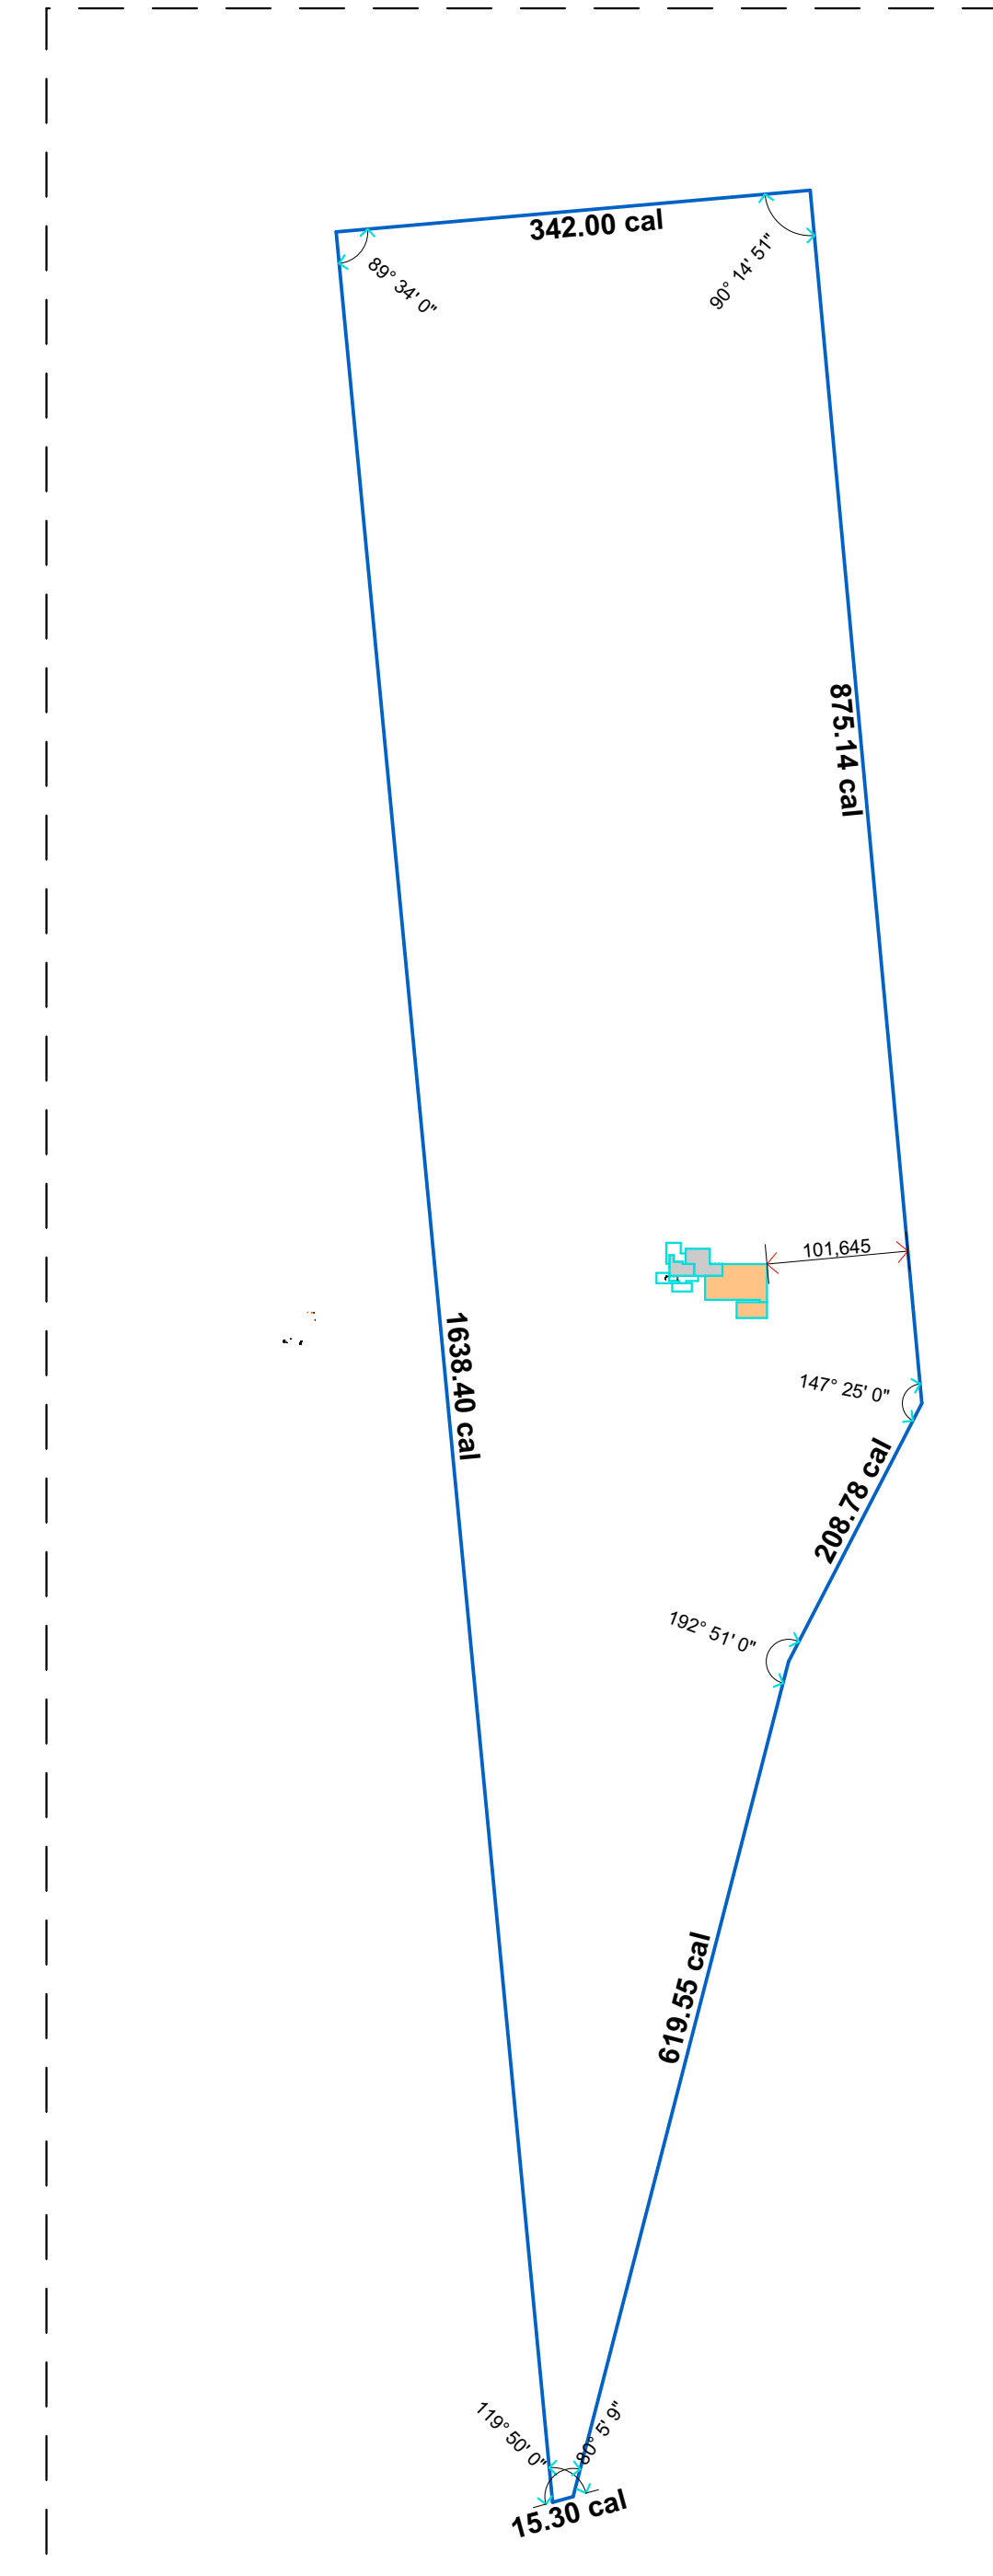 342.00 cal
89° 34' 0"
90° 14' 51"
875.14 cal
101,645
1638.40 cal
147° 25' 0"
208.78 cal
192° 51' 0"
619.55 cal
119° 50' 0"
80° 5' 9"
15.30 cal